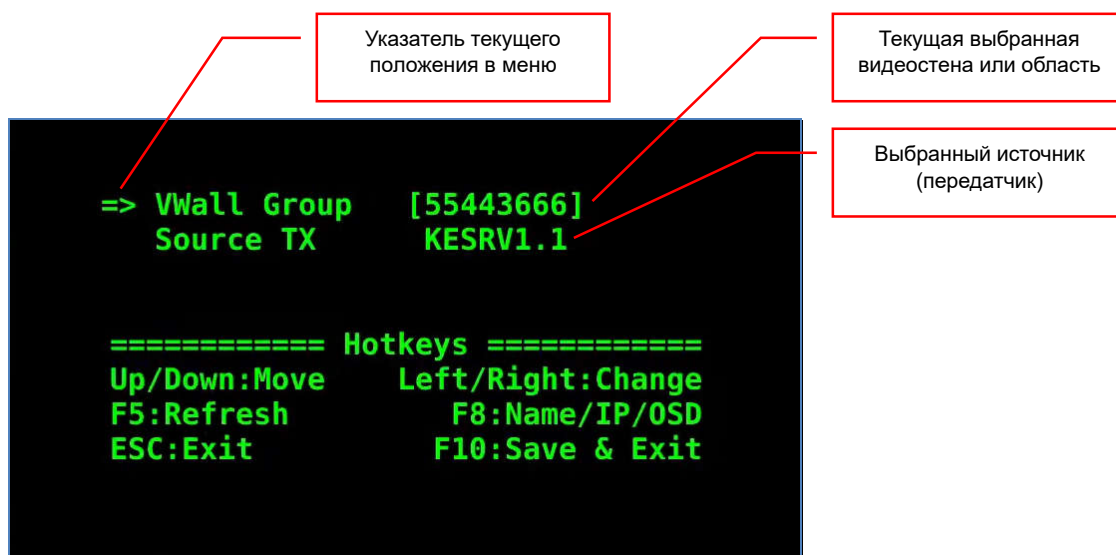 Указатель текущего
положения в меню
Текущая выбранная
видеостена или область
Выбранный источник
(передатчик)
=> VWall Group [55443666]
Source TX KESRV1.1
============ Hotkeys ============
Up/Down:Move Left/Right:Change
F5:Refresh F8:Name/IP/OSD
ESC:Exit F10:Save & Exit